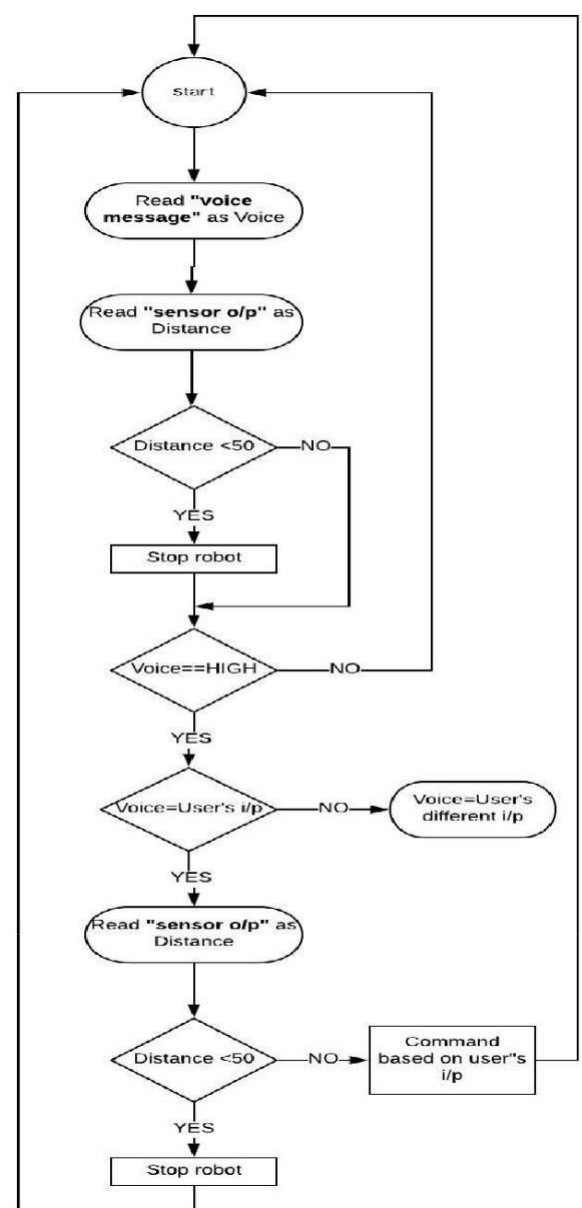 start
Read "voice
message" as Voice
Read "sensor o/p" as
Distance
Distance <50
NO
YES
Stop robot
Voice==HIGH
NO
YES
Voice=User's i/p
NO
Voice=User's
different i/p
YES
Read "sensor o/p" as
Distance
Distance <50
NO
Command
based on user"s
i/p
YES
Stop robot